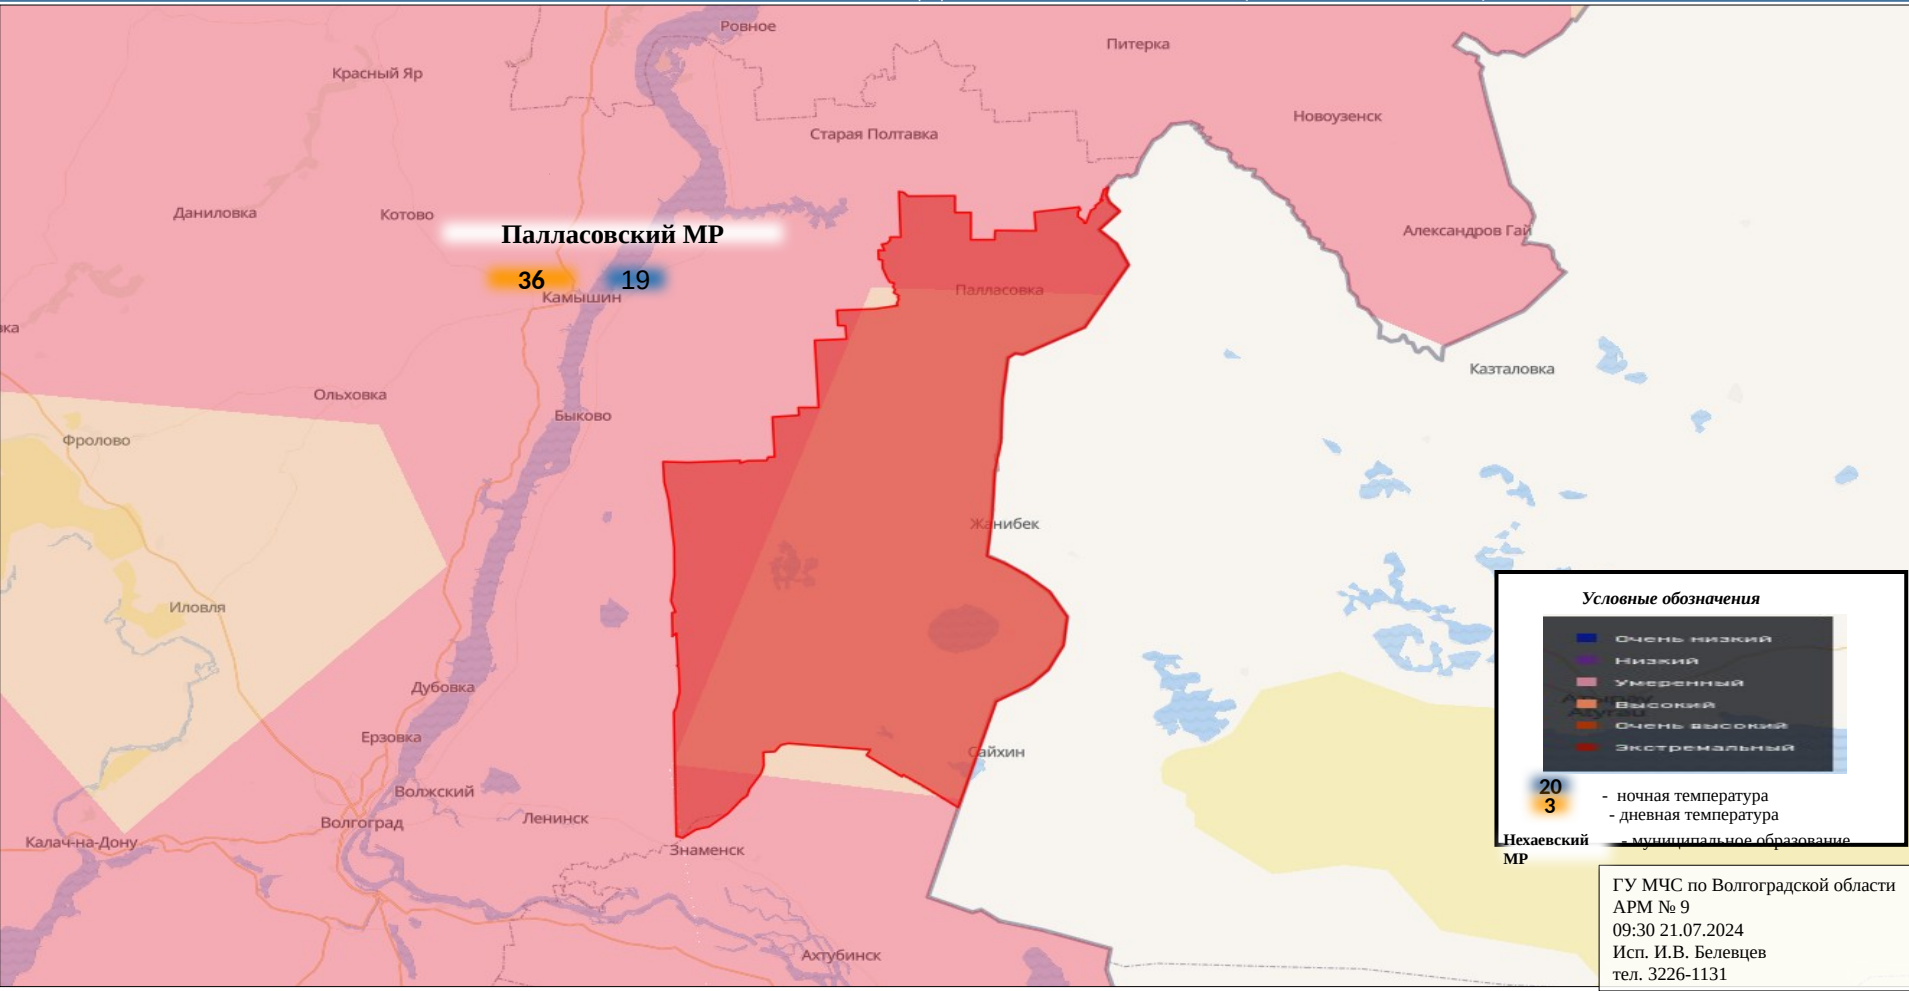 Ровное
Питерка
Красный Яр
Новоузенск
Старая Полтавка
Даниловка
Котово
Александров Гай
Палласовский МР
36
19
Камышин
Палласовка
вка
Казталовка
Ольховка
Быково
Фролово
Жанибек
Иловля
Дубовка
Ерзовка
Сайхин
Волжский
Волгоград
Ленинск
Калач-на-Дону
Знаменск
Ахтубинск
Условные обозначения
Очень низкий
Низкий
Умеренный
Высокий
Очень высокий
Экстремальный
Атырау
Atyrau
20
3
- ночная температура
- дневная температура
Нехаевский
МР
- муниципальное образование
ГУ МЧС по Волгоградской области
АРМ № 9
09:30 21.07.2024
Исп. И.В. Белевцев
тел. 3226-1131